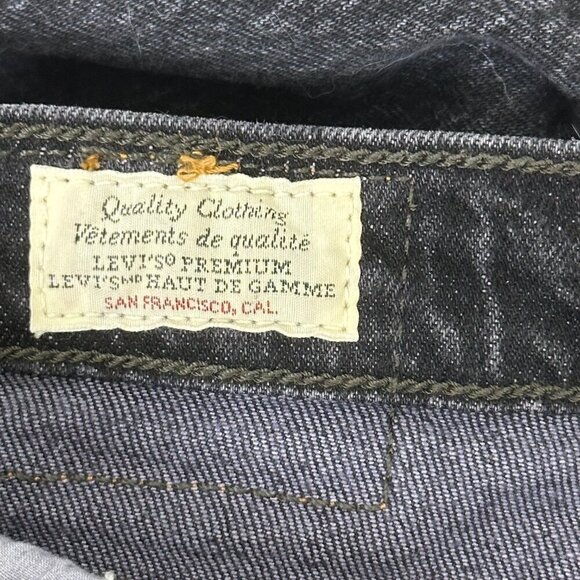 Quality Clothing
Vêtements de qualité
LEVI'S® PREMIUM
LEVI'S MD HAUT DE GAMME
SAN FRANCISCO, CAL.